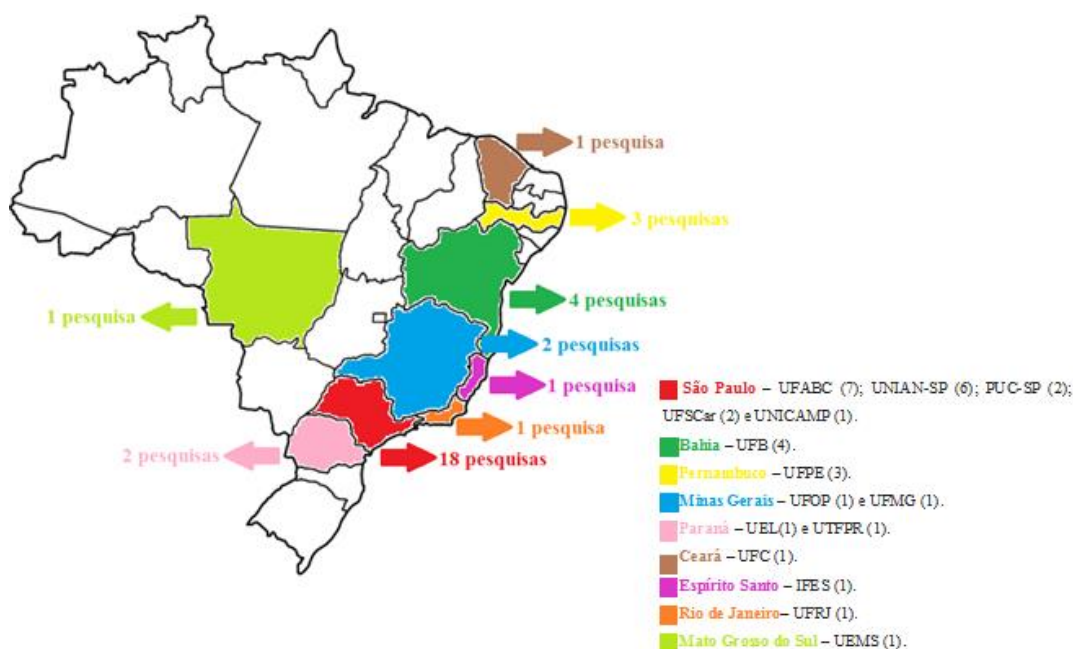 1 pesquisa
3 pesquisas
4 pesquisas
1 pesquisa
2 pesquisas
1 pesquisa
1 pesquisa
2 pesquisas
18 pesquisas
São Paulo – UFABC (7); UNIAN-SP (6); PUC-SP (2);
UFSCar (2) e UNICAMP (1).
Bahia – UFB (4).
Pernambuco – UFPE (3).
Minas Gerais – UFOP (1) e UFMG (1).
Paraná – UEL(1) e UTFPR (1).
Ceará – UFC (1).
Espírito Santo – IFES (1).
Rio de Janeiro– UFRJ (1).
Mato Grosso do Sul – UEMS (1).